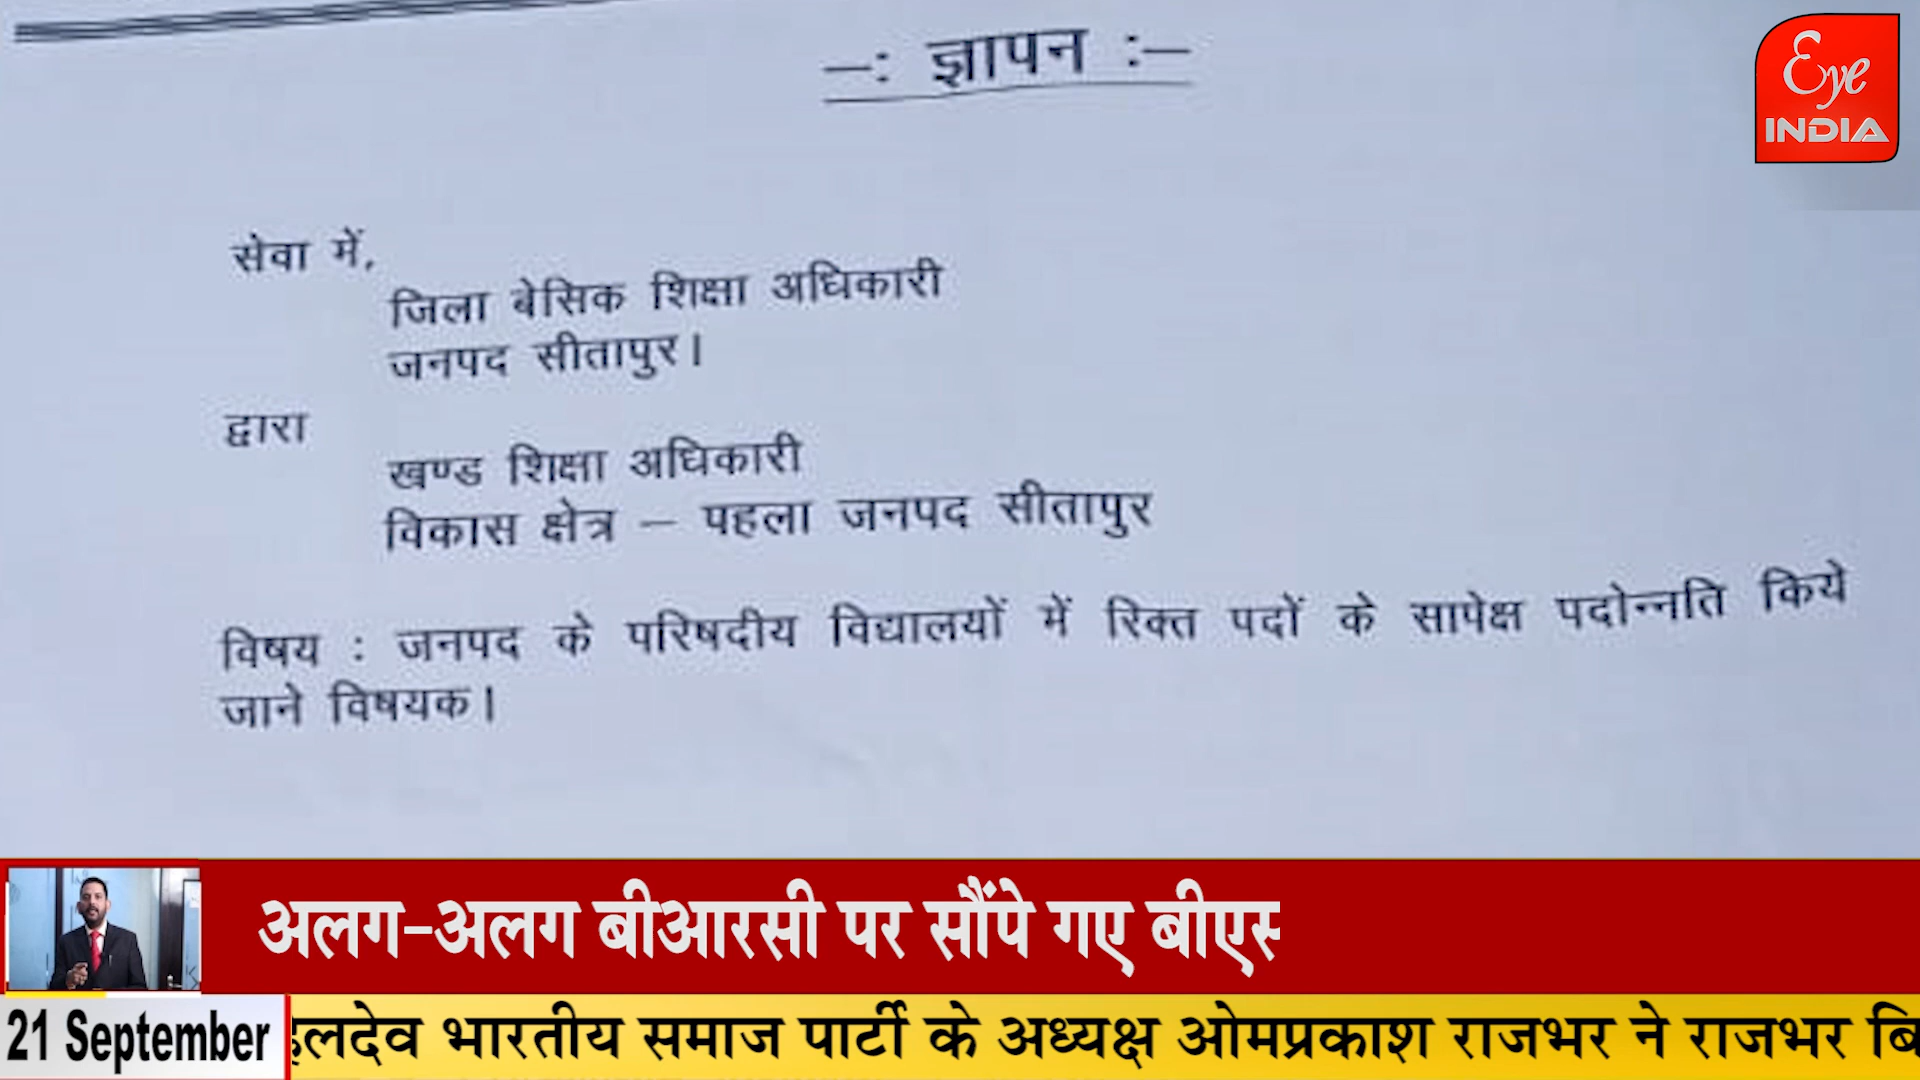 —: ज्ञापन :—
Eye
INDIA
सेवा में,
जिला बेसिक शिक्षा अधिकारी
जनपद सीतापुर।
द्वारा
खण्ड शिक्षा अधिकारी
विकास क्षेत्र – पहला जनपद सीतापुर
विषय : जनपद के परिषदीय विद्यालयों में रिक्त पदों के सापेक्ष पदोन्नति किये
जाने विषयक।
अलग-अलग बीआरसी पर सौंपे गए
21 September
भारतीय समाज पार्टी के अध्यक्ष ओमप्रकाश राजभर ने राजभर